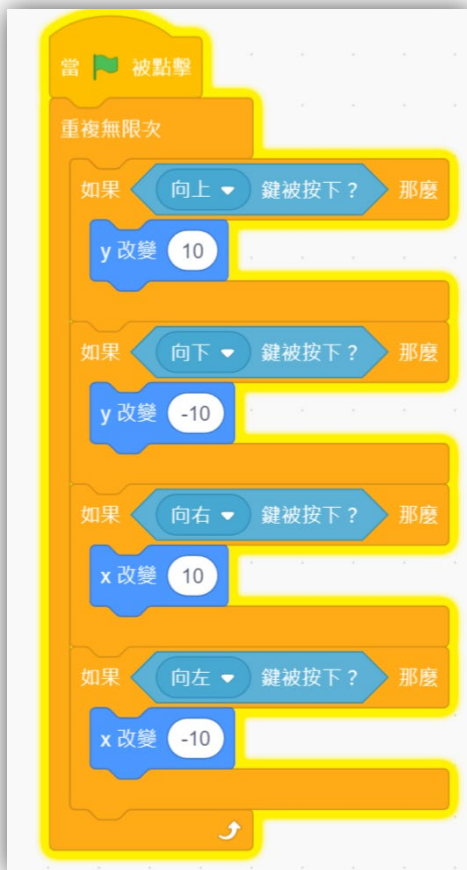 當 被點擊
重複無限次
如果 向上 鍵被按下？ 那麼
y 改變 10
如果 向下 鍵被按下？ 那麼
y 改變 -10
如果 向右 鍵被按下？ 那麼
x 改變 10
如果 向左 鍵被按下？ 那麼
x 改變 -10